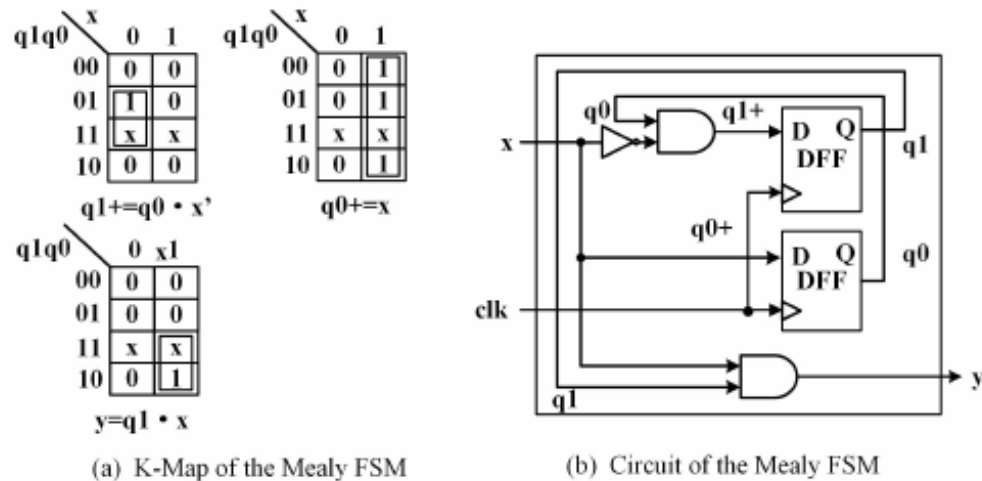 x
q1q0 0 1
00 0 0
01 1 0
11 x x
10 0 0
q1+=q0 • x’
x
q1q0 0 1
00 0 1
01 0 1
11 x x
10 0 1
q0+=x
q1q0 0 x1
00 0 0
01 0 0
11 x x
10 0 1
y=q1 • x
(a) K-Map of the Mealy FSM
q0 q1+
x
D Q
DFF
q1
q0+
D Q
DFF
q0
clk
q1
y
(b) Circuit of the Mealy FSM